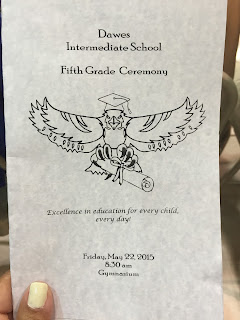 Dawes
Intermediate School
Fifth Grade Ceremony
Excellence in education for every child,
every day!
Friday, May 22, 2015
8:30 am
Gymnasium